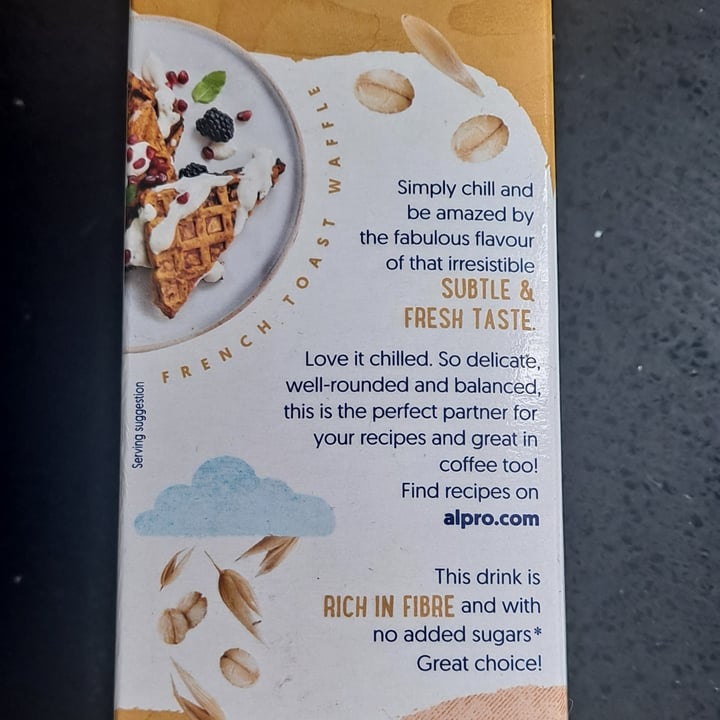 FRENCH TOAST WAFFLE
Serving suggestion
Simply chill and
be amazed by
the fabulous flavour
of that irresistible
SUBTLE &
FRESH TASTE.
Love it chilled. So delicate,
well-rounded and balanced,
this is the perfect partner for
your recipes and great in
coffee too!
Find recipes on
alpro.com
This drink is
RICH IN FIBRE and with
no added sugars*
Great choice!